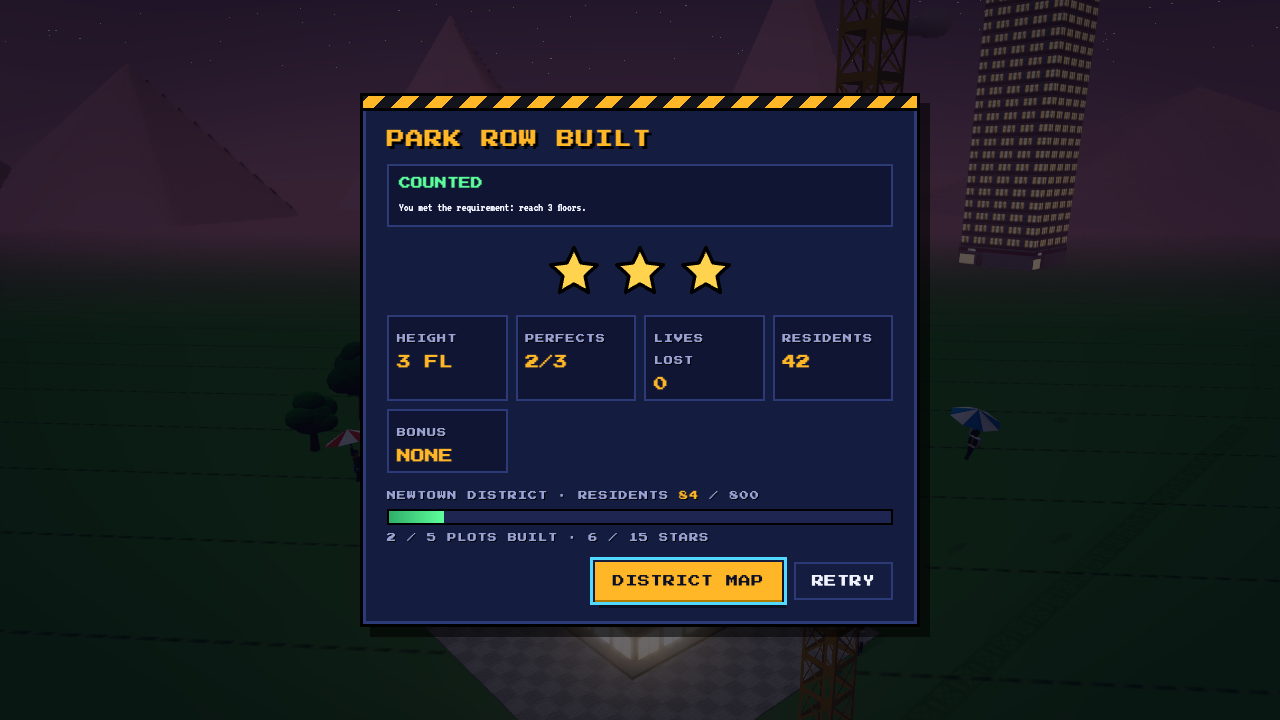 PARK ROW BUILT
COUNTED
You met the requirement: reach 3 floors.
HEIGHT
3 FL
PERFECTS
2/3
LIVES
LOST
0
RESIDENTS
42
BONUS
NONE
NEWTOWN DISTRICT · RESIDENTS 84 / 800
2 / 5 PLOTS BUILT · 6 / 15 STARS
DISTRICT MAP
RETRY